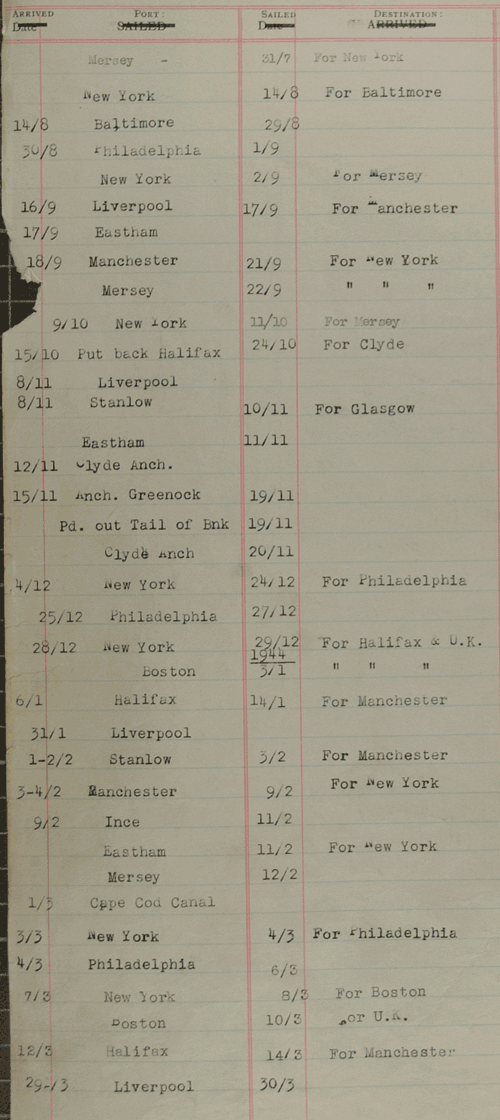 ARRIVED PORT: SAILED DESTINATION:
Date SAILED Date ARRIVED
Mersey - 31/7 For New York
New York 14/8 For Baltimore
14/8 Baltimore 29/8
30/8 Philadelphia 1/9
New York 2/9 For Mersey
16/9 Liverpool 17/9 For Manchester
17/9 Eastham
18/9 Manchester 21/9 For New York
Mersey 22/9 " " "
9/10 New York 11/10 For Mersey
15/10 Put back Halifax 24/10 For Clyde
8/11 Liverpool
8/11 Stanlow 10/11 For Glasgow
Eastham 11/11
12/11 Clyde Anch.
15/11 Anch. Greenock 19/11
Pd. out Tail of Bnk 19/11
Clyde Anch 20/11
4/12 New York 24/12 For Philadelphia
25/12 Philadelphia 27/12
28/12 New York 29/12 For Halifax & U.K.
1944
Boston 3/1 " " "
6/1 Halifax 14/1 For Manchester
31/1 Liverpool
1-2/2 Stanlow 3/2 For Manchester
3-4/2 Manchester 9/2 For New York
9/2 Ince 11/2
Eastham 11/2 For New York
Mersey 12/2
1/3 Cape Cod Canal
3/3 New York 4/3 For Philadelphia
4/3 Philadelphia 6/3
7/3 New York 8/3 For Boston
Boston 10/3 For U.K.
12/3 Halifax 14/3 For Manchester
29-/3 Liverpool 30/3